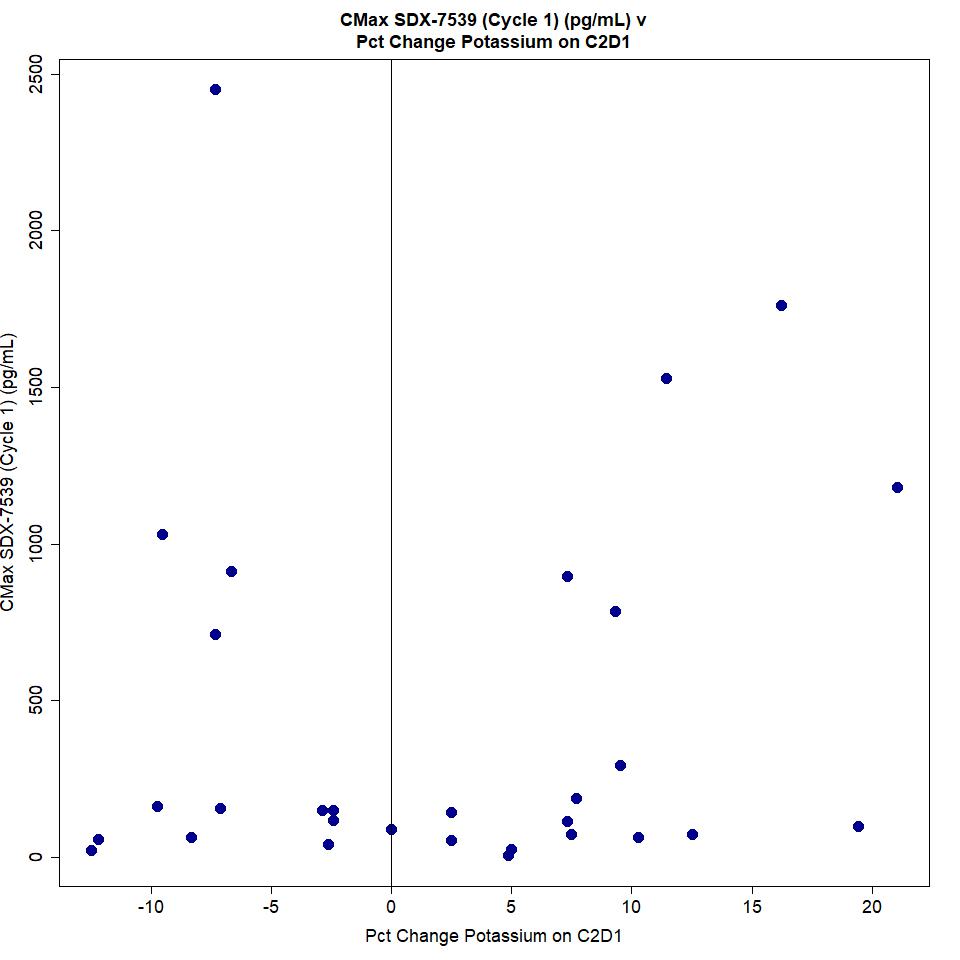 CMax SDX-7539 (Cycle 1) (pg/mL) v
Pct Change Potassium on C2D1
2500
2000
1500
1000
500
0
CMax SDX-7539 (Cycle 1) (pg/mL)
-10 -5 0 5 10 15 20
Pct Change Potassium on C2D1